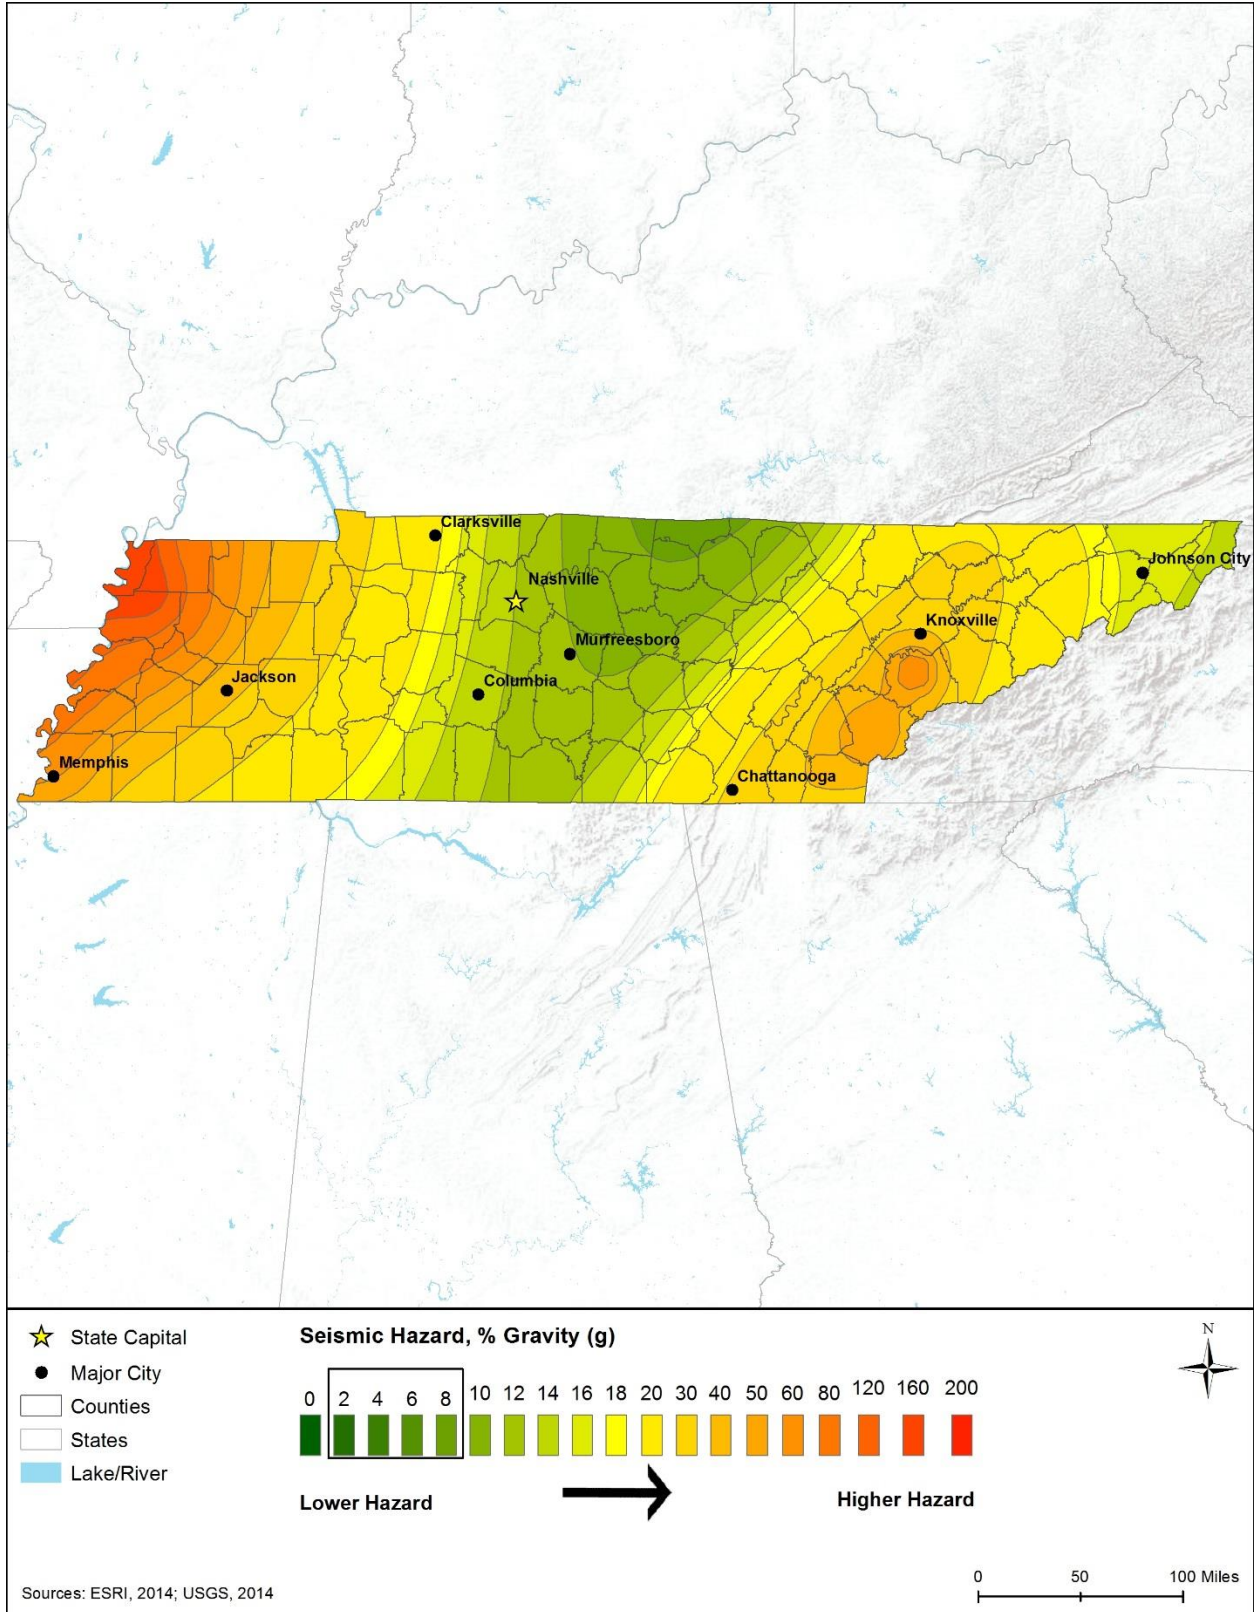 Clarksville
Nashville
Johnson City
Knoxville
Murfreesboro
Jackson
Columbia
Memphis
Chattanooga
State Capital
Major City
Counties
States
Lake/River
Seismic Hazard, % Gravity (g)
0 2 4 6 8 10 12 14 16 18 20 30 40 50 60 80 120 160 200
Lower Hazard
Higher Hazard
N
Sources: ESRI, 2014; USGS, 2014
0 50 100 Miles